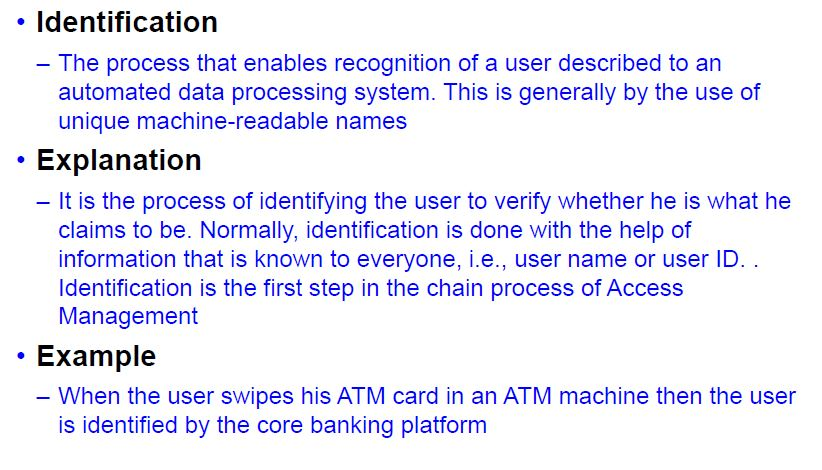 • Identification
– The process that enables recognition of a user described to an
automated data processing system. This is generally by the use of
unique machine-readable names
• Explanation
– It is the process of identifying the user to verify whether he is what he
claims to be. Normally, identification is done with the help of
information that is known to everyone, i.e., user name or user ID. .
Identification is the first step in the chain process of Access
Management
• Example
– When the user swipes his ATM card in an ATM machine then the user
is identified by the core banking platform